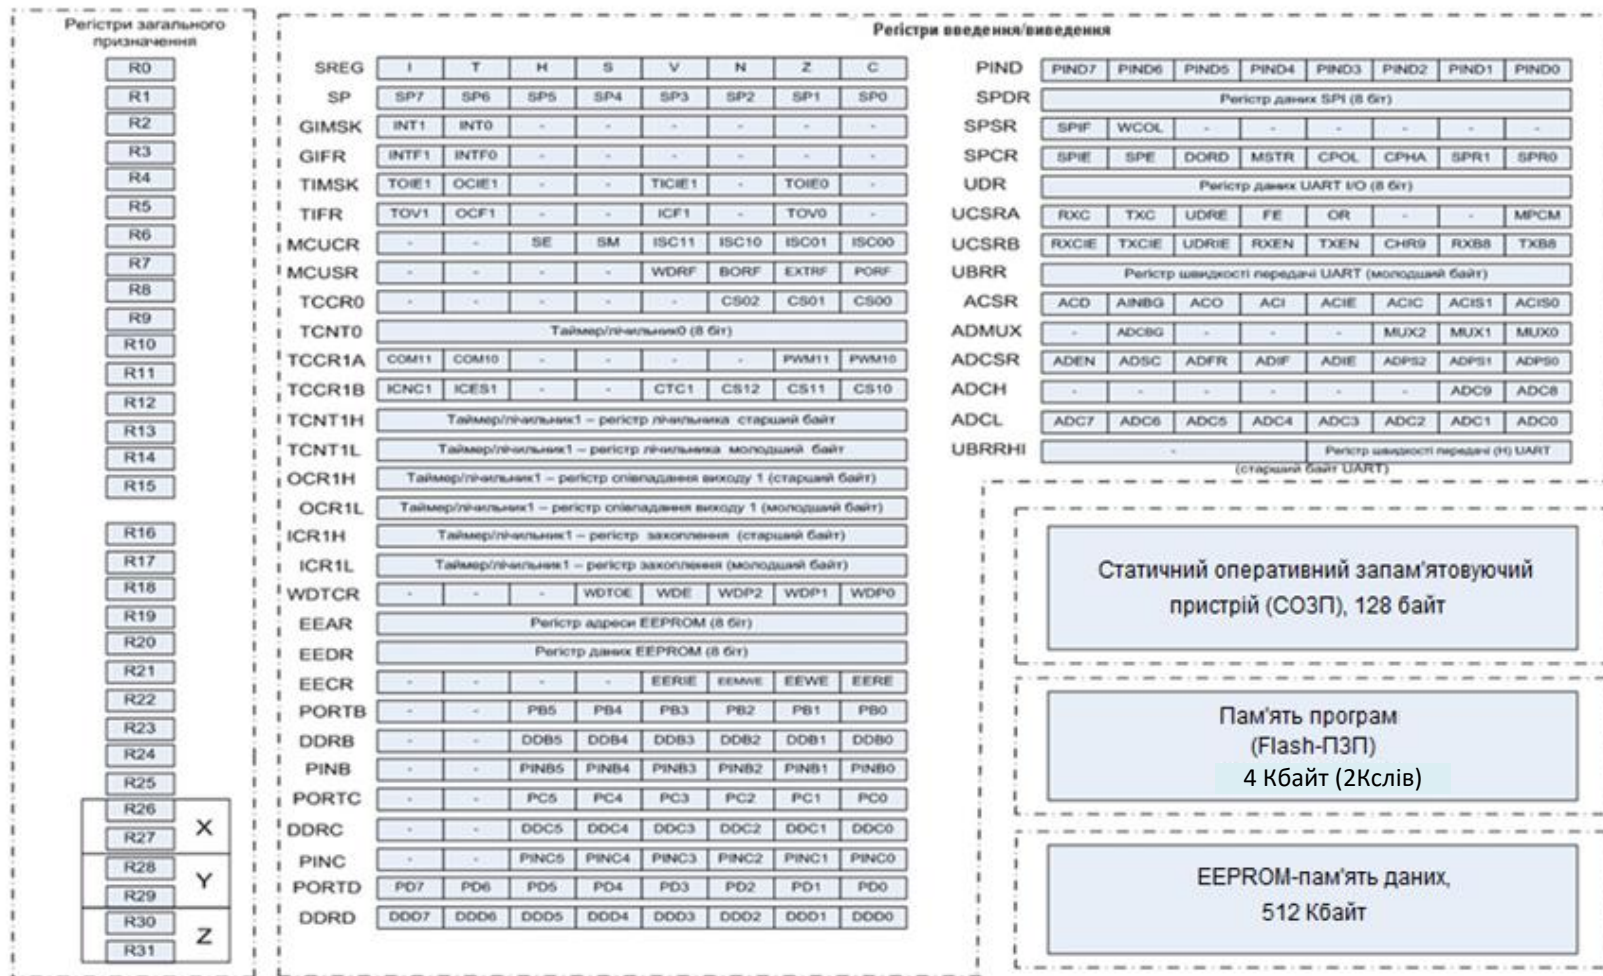 Регістри загального
призначення
R0
R1
R2
R3
R4
R5
R6
R7
R8
R9
R10
R11
R12
R13
R14
R15
R16
R17
R18
R19
R20
R21
R22
R23
R24
R25
R26
R27
X
R28
R29
Y
R30
R31
Z
Регістри введення/виведення
SREG I T H S V N Z C
SP SP7 SP6 SP5 SP4 SP3 SP2 SP1 SP0
GIMSK INT1 INT0 - - - - - -
GIFR INTF1 INTF0 - - - - - -
TIMSK TOIE1 OCIE1 - - TICIE1 - TOIE0 -
TIFR TOV1 OCF1 - - ICF1 - TOV0 -
MCUCR - - SE SM ISC11 ISC10 ISC01 ISC00
MCUSR - - - - WDRF BORF EXTRF PORF
TCCR0 - - - - - CS02 CS01 CS00
TCNT0 Таймер/лічильник0 (8 біт)
TCCR1A COM11 COM10 - - - - PWM11 PWM10
TCCR1B ICNC1 ICES1 - - CTC1 CS12 CS11 CS10
TCNT1H Таймер/лічильник1 – регістр лічильника старший байт
TCNT1L Таймер/лічильник1 – регістр лічильника молодший байт
OCR1H Таймер/лічильник1 – регістр співпадання виходу 1 (старший байт)
OCR1L Таймер/лічильник1 – регістр співпадання виходу 1 (молодший байт)
ICR1H Таймер/лічильник1 – регістр захоплення (старший байт)
ICR1L Таймер/лічильник1 – регістр захоплення (молодший байт)
WDTCR - - - WDTOE WDE WDP2 WDP1 WDP0
EEAR Регістр адреси EEPROM (8 біт)
EEDR Регістр даних EEPROM (8 біт)
EECR - - - - EERIE EEMWE EEWE EERE
PORTB - - PB5 PB4 PB3 PB2 PB1 PB0
DDRB - - DDB5 DDB4 DDB3 DDB2 DDB1 DDB0
PINB - - PINB5 PINB4 PINB3 PINB2 PINB1 PINB0
PORTC - - PC5 PC4 PC3 PC2 PC1 PC0
DDRC - - DDC5 DDC4 DDC3 DDC2 DDC1 DDC0
PINC - - PINC5 PINC4 PINC3 PINC2 PINC1 PINC0
PORTD PD7 PD6 PD5 PD4 PD3 PD2 PD1 PD0
DDRD DDD7 DDD6 DDD5 DDD4 DDD3 DDD2 DDD1 DDD0
PIND PIND7 PIND6 PIND5 PIND4 PIND3 PIND2 PIND1 PIND0
SPDR Регістр даних SPI (8 біт)
SPSR SPIF WCOL - - - - - -
SPCR SPIE SPE DORD MSTR CPOL CPHA SPR1 SPR0
UDR Регістр даних UART I/O (8 біт)
UCSRA RXC TXC UDRE FE OR - - MPCM
UCSRB RXCIE TXCIE UDRIE RXEN TXEN CHR9 RXB8 TXB8
UBRR Регістр швидкості передачі UART (молодший байт)
ACSR ACD AINBG ACO ACI ACIE ACIC ACIS1 ACIS0
ADMUX - ADCBG - - - MUX2 MUX1 MUX0
ADCSR ADEN ADSC ADFR ADIF ADIE ADPS2 ADPS1 ADPS0
ADCH - - - - - - ADC9 ADC8
ADCL ADC7 ADC6 ADC5 ADC4 ADC3 ADC2 ADC1 ADC0
UBRRHI - Регістр швидкості передачі (H) UART
(старший байт UART)
Статичний оперативний запам'ятовуючий
пристрій (СОЗП), 128 байт
Пам'ять програм
(Flash-ПЗП)
4 Кбайт (2Кслів)
EEPROM-пам'ять даних,
512 Кбайт